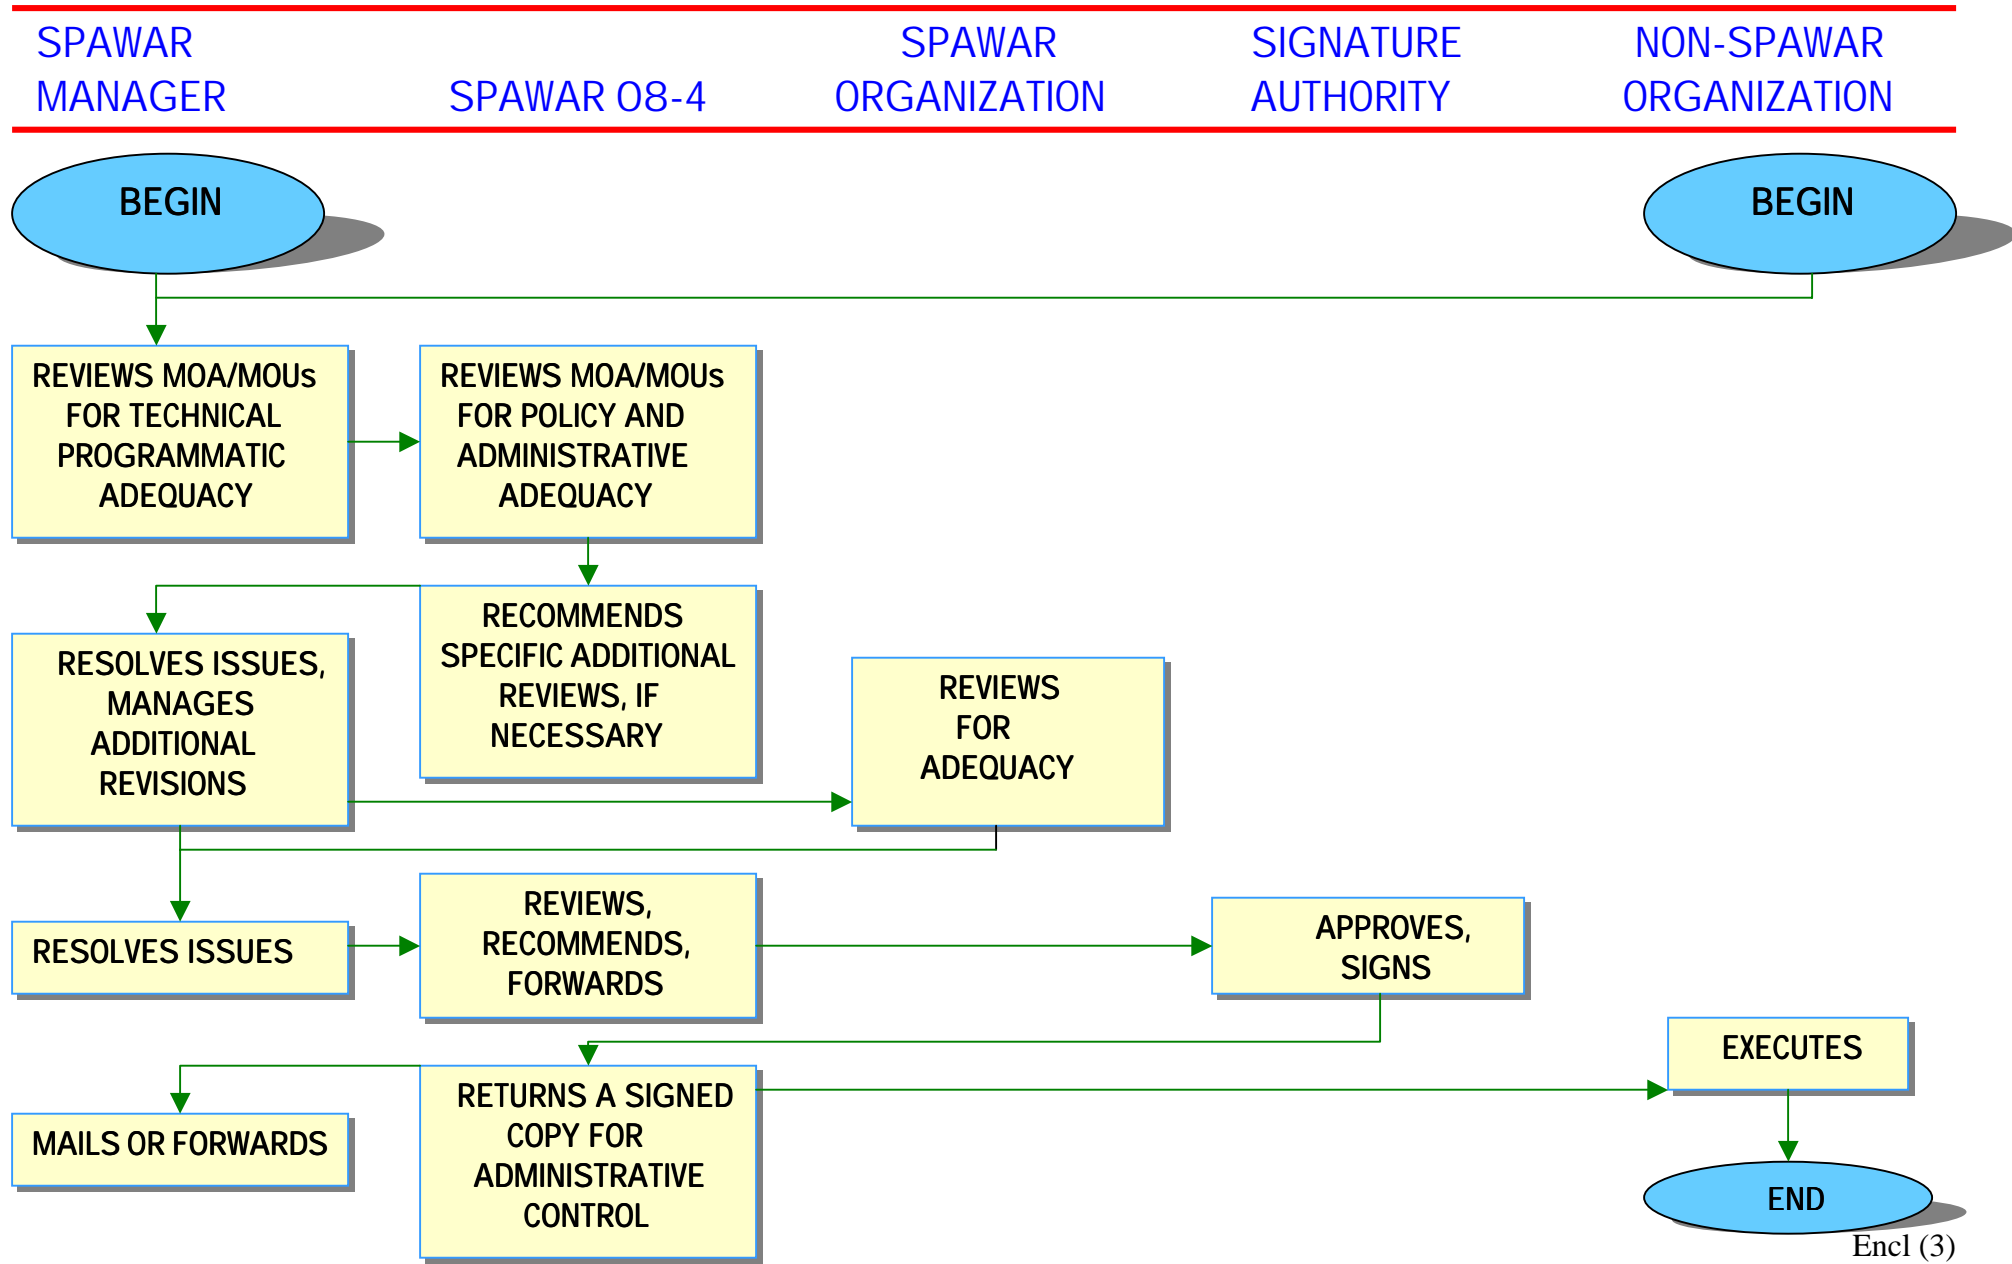 SPAWAR
MANAGER
SPAWAR 08-4
SPAWAR
ORGANIZATION
SIGNATURE
AUTHORITY
NON-SPAWAR
ORGANIZATION
BEGIN
BEGIN
REVIEWS MOA/MOUs
FOR TECHNICAL
PROGRAMMATIC
ADEQUACY
REVIEWS MOA/MOUs
FOR POLICY AND
ADMINISTRATIVE
ADEQUACY
RECOMMENDS
SPECIFIC ADDITIONAL
REVIEWS, IF
NECESSARY
RESOLVES ISSUES,
MANAGES
ADDITIONAL
REVISIONS
REVIEWS
FOR
ADEQUACY
RESOLVES ISSUES
REVIEWS,
RECOMMENDS,
FORWARDS
APPROVES,
SIGNS
EXECUTES
MAILS OR FORWARDS
RETURNS A SIGNED
COPY FOR
ADMINISTRATIVE
CONTROL
END
Encl (3)